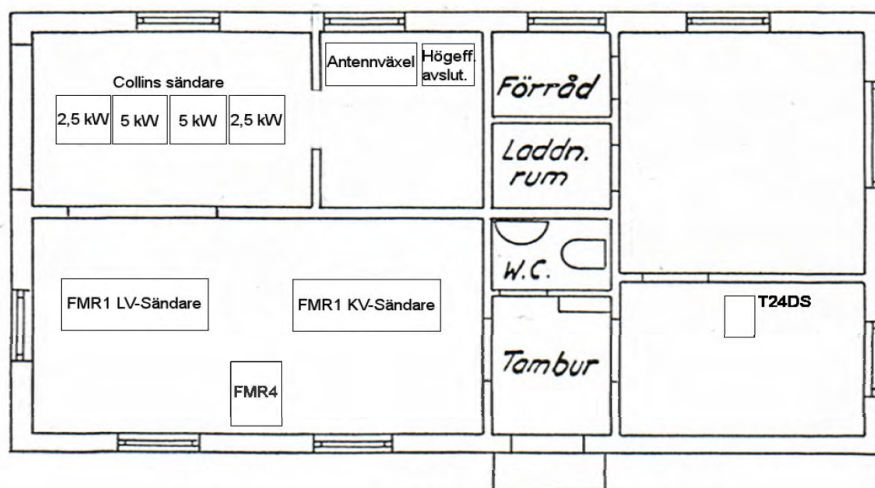 Collins sändare
2,5 kW 5 kW 5 kW 2,5 kW
Antennväxel
Högeff.
avslut.
Förråd
Laddn.
rum
W.C.
Tambur
FMR1 LV-Sändare
FMR1 KV-Sändare
FMR4
T24DS